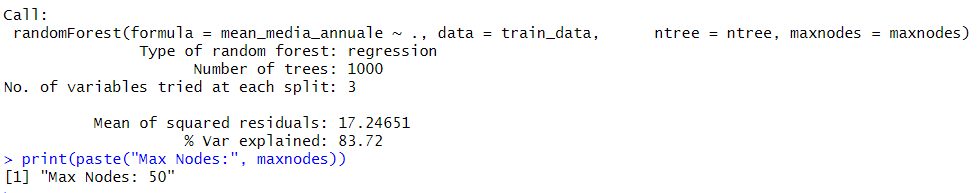 Call:
 randomForest(formula = mean_media_annuale ~ ., data = train_data,      ntree = ntree, maxnodes = maxnodes)
               Type of random forest: regression
                     Number of trees: 1000
No. of variables tried at each split: 3

          Mean of squared residuals: 17.24651
                    % Var explained: 83.72
> print(paste("Max Nodes:", maxnodes))
[1] "Max Nodes: 50"